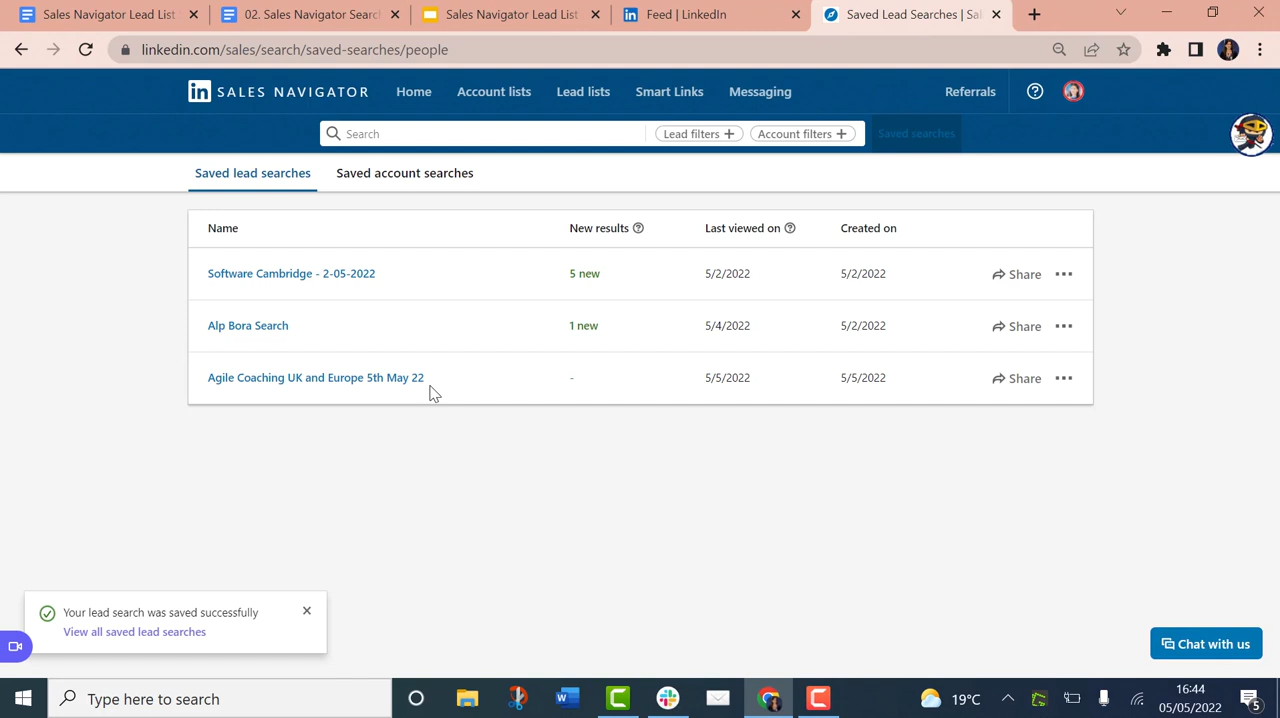 Sales Navigator Lead List
02. Sales Navigator Search
Sales Navigator Lead List
Feed | LinkedIn
Saved Lead Searches | Sal
linkedin.com/sales/search/saved-searches/people
in SALES NAVIGATOR
Home
Account lists
Lead lists
Smart Links
Messaging
Referrals
Search
Lead filters +
Account filters +
Saved searches
Saved lead searches
Saved account searches
Name
New results
Last viewed on
Created on
Software Cambridge - 2-05-2022
5 new
5/2/2022
5/2/2022
Share
Alp Bora Search
1 new
5/4/2022
5/2/2022
Share
Agile Coaching UK and Europe 5th May 22
-
5/5/2022
5/5/2022
Share
Your lead search was saved successfully
View all saved lead searches
Chat with us
Type here to search
19°C
16:44
05/05/2022
5